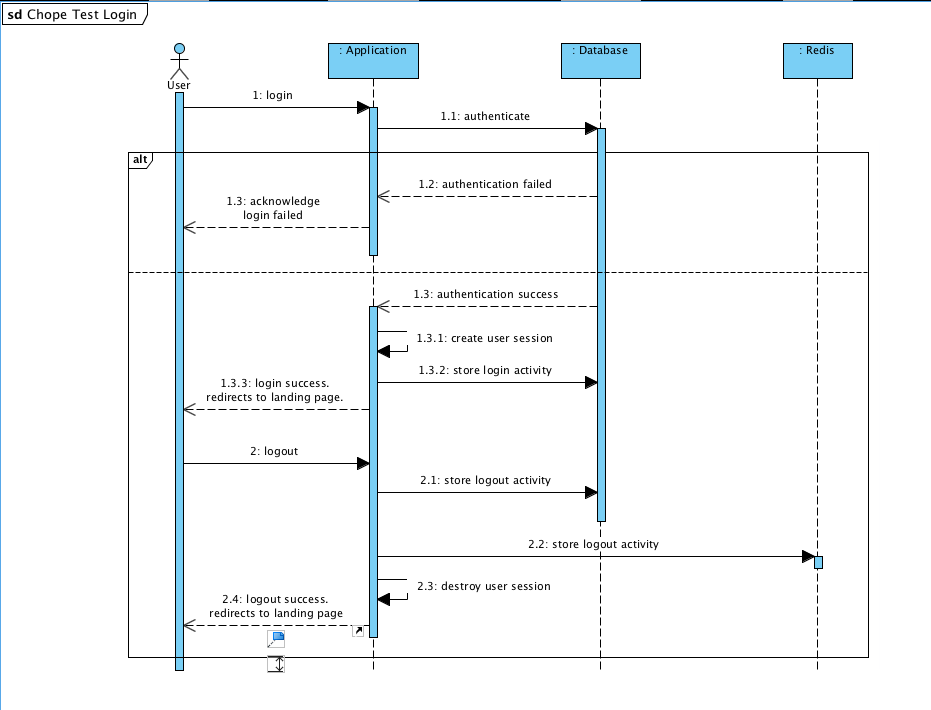 sd Chope Test Login
: Application
: Database
: Redis
User
1: login
1.1: authenticate
alt
1.2: authentication failed
1.3: acknowledge
login failed
1.3: authentication success
1.3.1: create user session
1.3.2: store login activity
1.3.3: login success.
redirects to landing page.
2: logout
2.1: store logout activity
2.2: store logout activity
2.3: destroy user session
2.4: logout success.
redirects to landing page